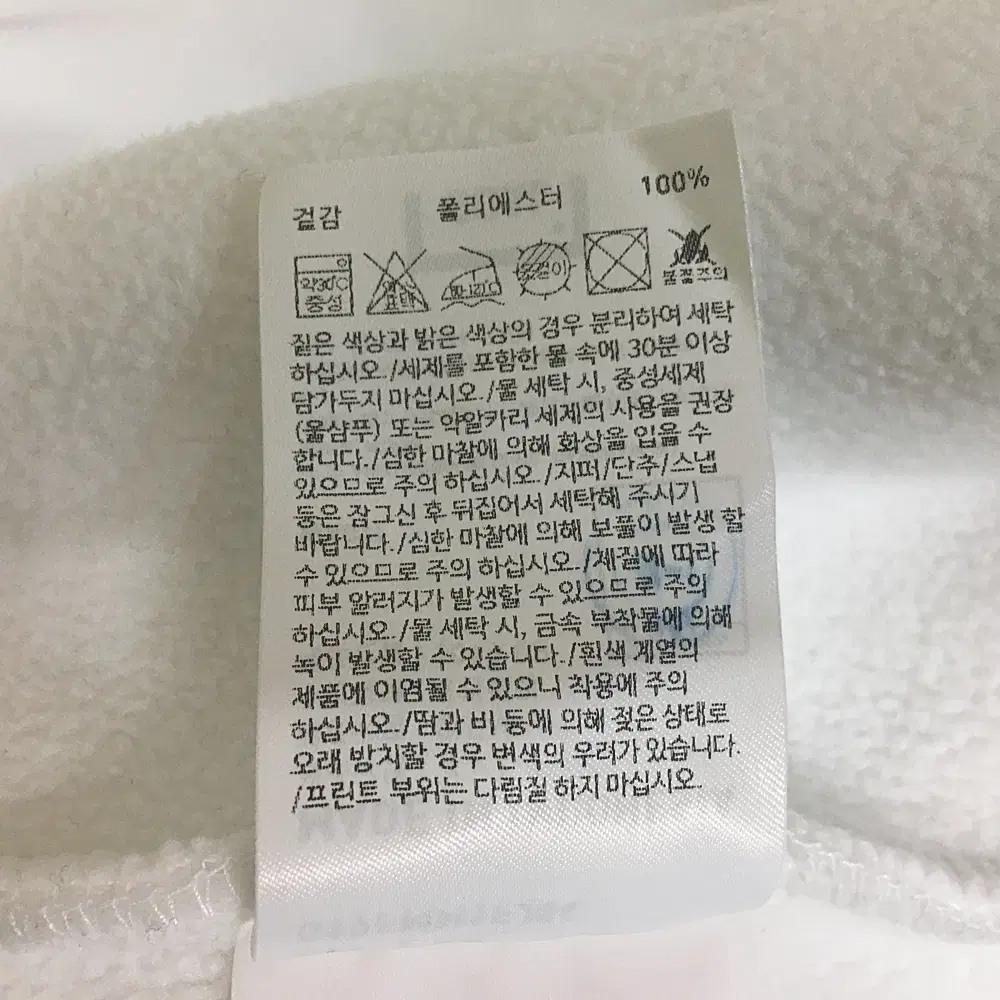 겉감 폴리에스터 100%
약30℃ 중성 염소 표백 80-120℃ 옷걸이 불꽃주의
짙은 색상과 밝은 색상의 경우 분리하여 세탁
하십시오./세제를 포함한 물 속에 30분 이상
담가두지 마십시오./물 세탁 시, 중성세제
(울샴푸) 또는 약알카리 세제의 사용을 권장
합니다./심한 마찰에 의해 화상을 입을 수
있으므로 주의 하십시오./지퍼/단추/스냅
등은 잠그신 후 뒤집어서 세탁해 주시기
바랍니다./심한 마찰에 의해 보풀이 발생 할
수 있으므로 주의 하십시오./체질에 따라
피부 알러지가 발생할 수 있으므로 주의
하십시오./물 세탁 시, 금속 부착물에 의해
녹이 발생할 수 있습니다./흰색 계열의
제품에 이염될 수 있으니 착용에 주의
하십시오./땀과 비 등에 의해 젖은 상태로
오래 방치할 경우 변색의 우려가 있습니다.
/프린트 부위는 다림질 하지 마십시오.